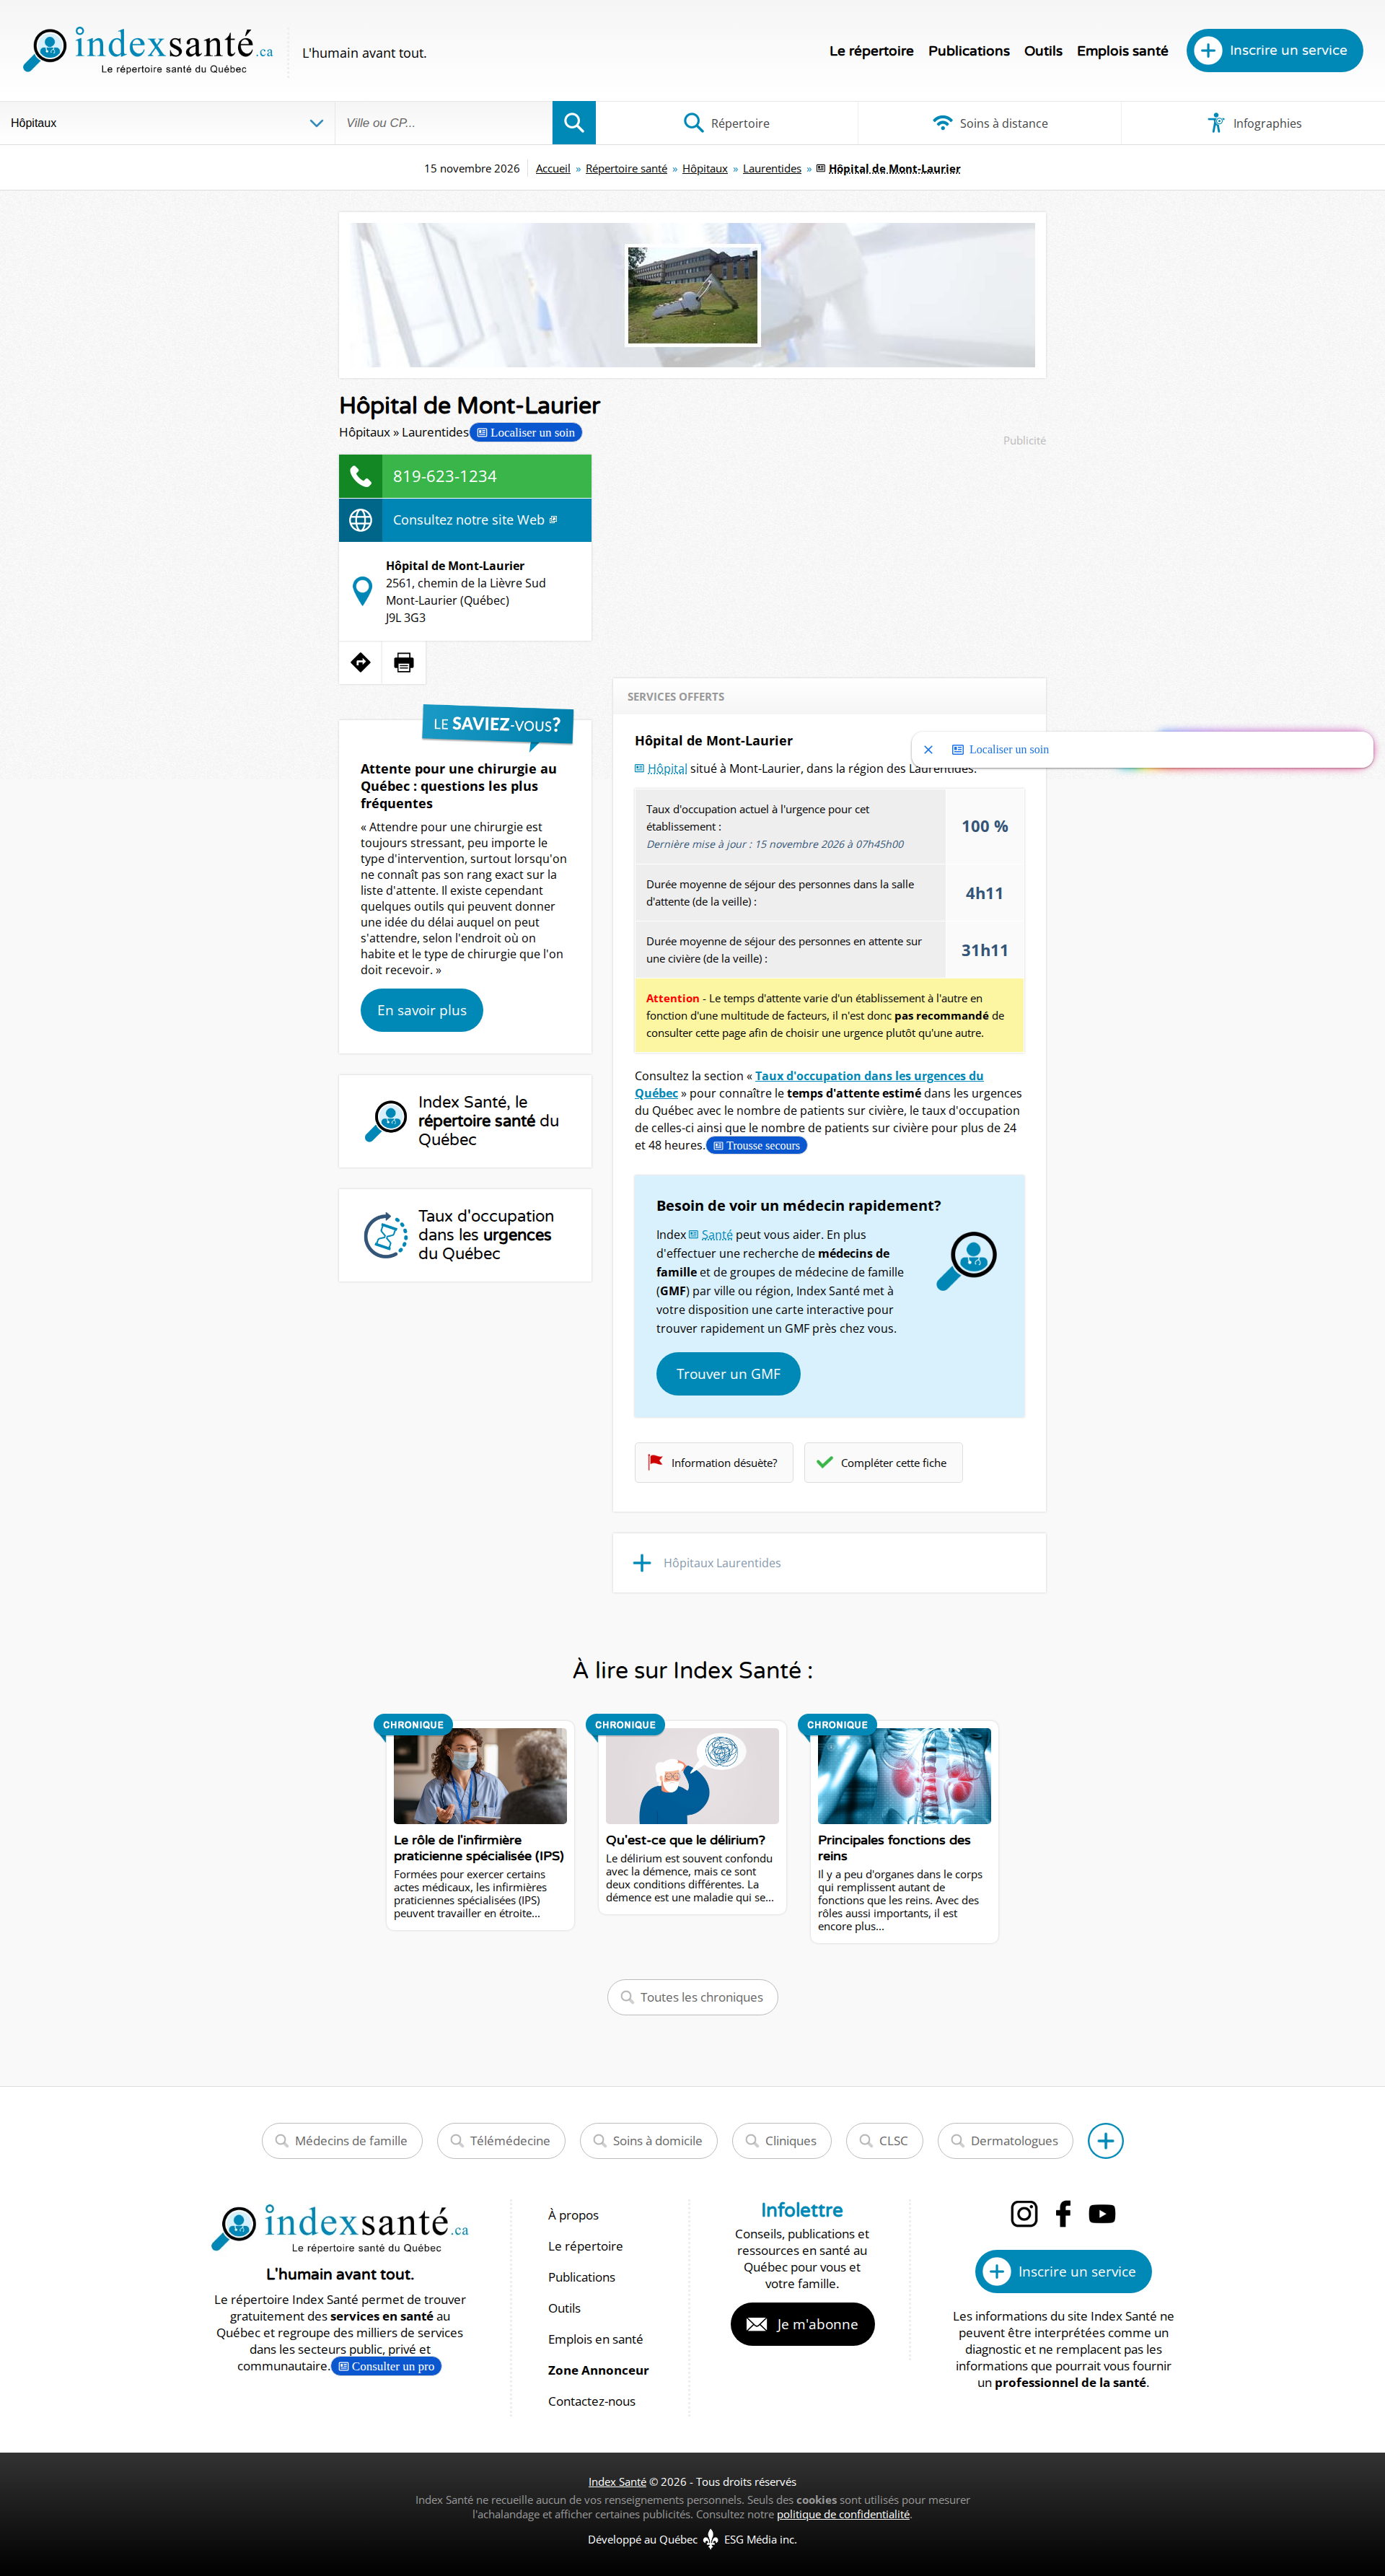 indexsanté.ca
Le répertoire santé du Québec
L'humain avant tout.
Le répertoire
Publications
Outils
Emplois santé
Inscrire un service
Hôpitaux
Ville ou CP...
Répertoire
Soins à distance
Infographies
15 novembre 2026
Accueil » Répertoire santé » Hôpitaux » Laurentides » Hôpital de Mont-Laurier
Hôpital de Mont-Laurier
Hôpitaux » Laurentides Localiser un soin
Publicité
819-623-1234
Consultez notre site Web
Hôpital de Mont-Laurier
2561, chemin de la Lièvre Sud
Mont-Laurier (Québec)
J9L 3G3
LE SAVIEZ-VOUS?
Attente pour une chirurgie au
Québec : questions les plus
fréquentes
« Attendre pour une chirurgie est
toujours stressant, peu importe le
type d'intervention, surtout lorsqu'on
ne connaît pas son rang exact sur la
liste d'attente. Il existe cependant
quelques outils qui peuvent donner
une idée du délai auquel on peut
s'attendre, selon l'endroit où on
habite et le type de chirurgie que l'on
doit recevoir. »
En savoir plus
Index Santé, le
répertoire santé du
Québec
Taux d'occupation
dans les urgences
du Québec
SERVICES OFFERTS
Hôpital de Mont-Laurier
Localiser un soin
Hôpital situé à Mont-Laurier, dans la région des Laurentides.
Taux d'occupation actuel à l'urgence pour cet
établissement :
Dernière mise à jour : 15 novembre 2026 à 07h45h00
100 %
Durée moyenne de séjour des personnes dans la salle
d'attente (de la veille) :
4h11
Durée moyenne de séjour des personnes en attente sur
une civière (de la veille) :
31h11
Attention - Le temps d'attente varie d'un établissement à l'autre en
fonction d'une multitude de facteurs, il n'est donc pas recommandé de
consulter cette page afin de choisir une urgence plutôt qu'une autre.
Consultez la section « Taux d'occupation dans les urgences du
Québec » pour connaître le temps d'attente estimé dans les urgences
du Québec avec le nombre de patients sur civière, le taux d'occupation
de celles-ci ainsi que le nombre de patients sur civière pour plus de 24
et 48 heures. Trousse secours
Besoin de voir un médecin rapidement?
Index Santé peut vous aider. En plus
d'effectuer une recherche de médecins de
famille et de groupes de médecine de famille
(GMF) par ville ou région, Index Santé met à
votre disposition une carte interactive pour
trouver rapidement un GMF près chez vous.
Trouver un GMF
Information désuète?
Compléter cette fiche
Hôpitaux Laurentides
À lire sur Index Santé :
CHRONIQUE
Le rôle de l'infirmière
praticienne spécialisée (IPS)
Formées pour exercer certains
actes médicaux, les infirmières
praticiennes spécialisées (IPS)
peuvent travailler en étroite...
CHRONIQUE
Qu'est-ce que le délirium?
Le délirium est souvent confondu
avec la démence, mais ce sont
deux conditions différentes. La
démence est une maladie qui se...
CHRONIQUE
Principales fonctions des
reins
Il y a peu d'organes dans le corps
qui remplissent autant de
fonctions que les reins. Avec des
rôles aussi importants, il est
encore plus...
Toutes les chroniques
Médecins de famille
Télémédecine
Soins à domicile
Cliniques
CLSC
Dermatologues
indexsanté.ca
Le répertoire santé du Québec
L'humain avant tout.
Le répertoire Index Santé permet de trouver
gratuitement des services en santé au
Québec et regroupe des milliers de services
dans les secteurs public, privé et
communautaire. Consulter un pro
À propos
Le répertoire
Publications
Outils
Emplois en santé
Zone Annonceur
Contactez-nous
Infolettre
Conseils, publications et
ressources en santé au
Québec pour vous et
votre famille.
Je m'abonne
Inscrire un service
Les informations du site Index Santé ne
peuvent être interprétées comme un
diagnostic et ne remplacent pas les
informations que pourrait vous fournir
un professionnel de la santé.
Index Santé © 2026 - Tous droits réservés
Index Santé ne recueille aucun de vos renseignements personnels. Seuls des cookies sont utilisés pour mesurer
l'achalandage et afficher certaines publicités. Consultez notre politique de confidentialité.
Développé au Québec ESG Média inc.